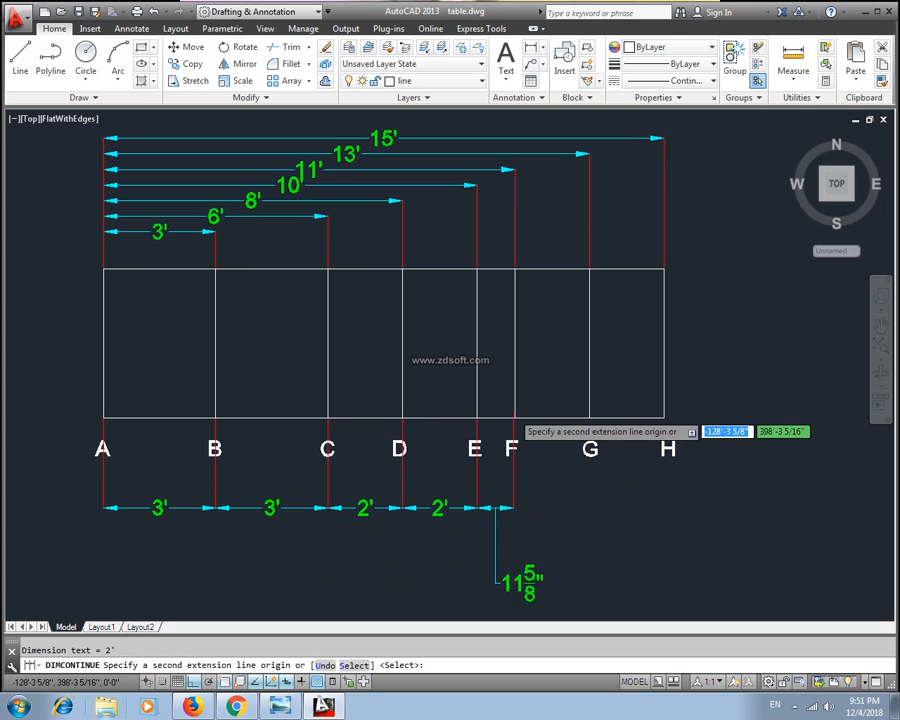 Drafting & Annotation
AutoCAD 2013 table.dwg
Type a keyword or phrase
Sign In
Home Insert Annotate Layout Parametric View Manage Output Plug-ins Online Express Tools
Line Polyline Circle Arc
Move Rotate Trim
Copy Mirror Fillet
Stretch Scale Array
Unsaved Layer State
line
Text
Insert
ByLayer
ByLayer
Contin...
Group
Measure
Paste
Draw Modify Layers Annotation Block Properties Groups Utilities Clipboard
[−][Top][FlatWithEdges]
15'
13'
11'
10'
8'
6'
3'
N
W TOP E
S
Unnamed
www.zdsoft.com
Specify a second extension line origin or -128'-3 5/8" 398'-3 5/16"
A B C D E F G H
3' 3' 2' 2'
11 5/8"
Model Layout1 Layout2
Dimension text = 2'
DIMCONTINUE Specify a second extension line origin or [Undo Select] <Select>:
-128'-3 5/8", 398'-3 5/16", 0'-0" MODEL 1:1
EN 9:51 PM
12/4/2018